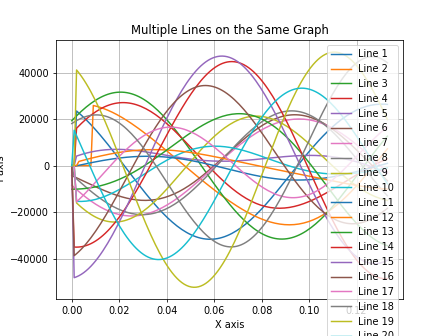 Multiple Lines on the Same Graph
40000
20000
0
−20000
−40000
0.00
0.02
0.04
0.06
0.08
0.10
X axis
Line 1
Line 2
Line 3
Line 4
Line 5
Line 6
Line 7
Line 8
Line 9
Line 10
Line 11
Line 12
Line 13
Line 14
Line 15
Line 16
Line 17
Line 18
Line 19
Line 20